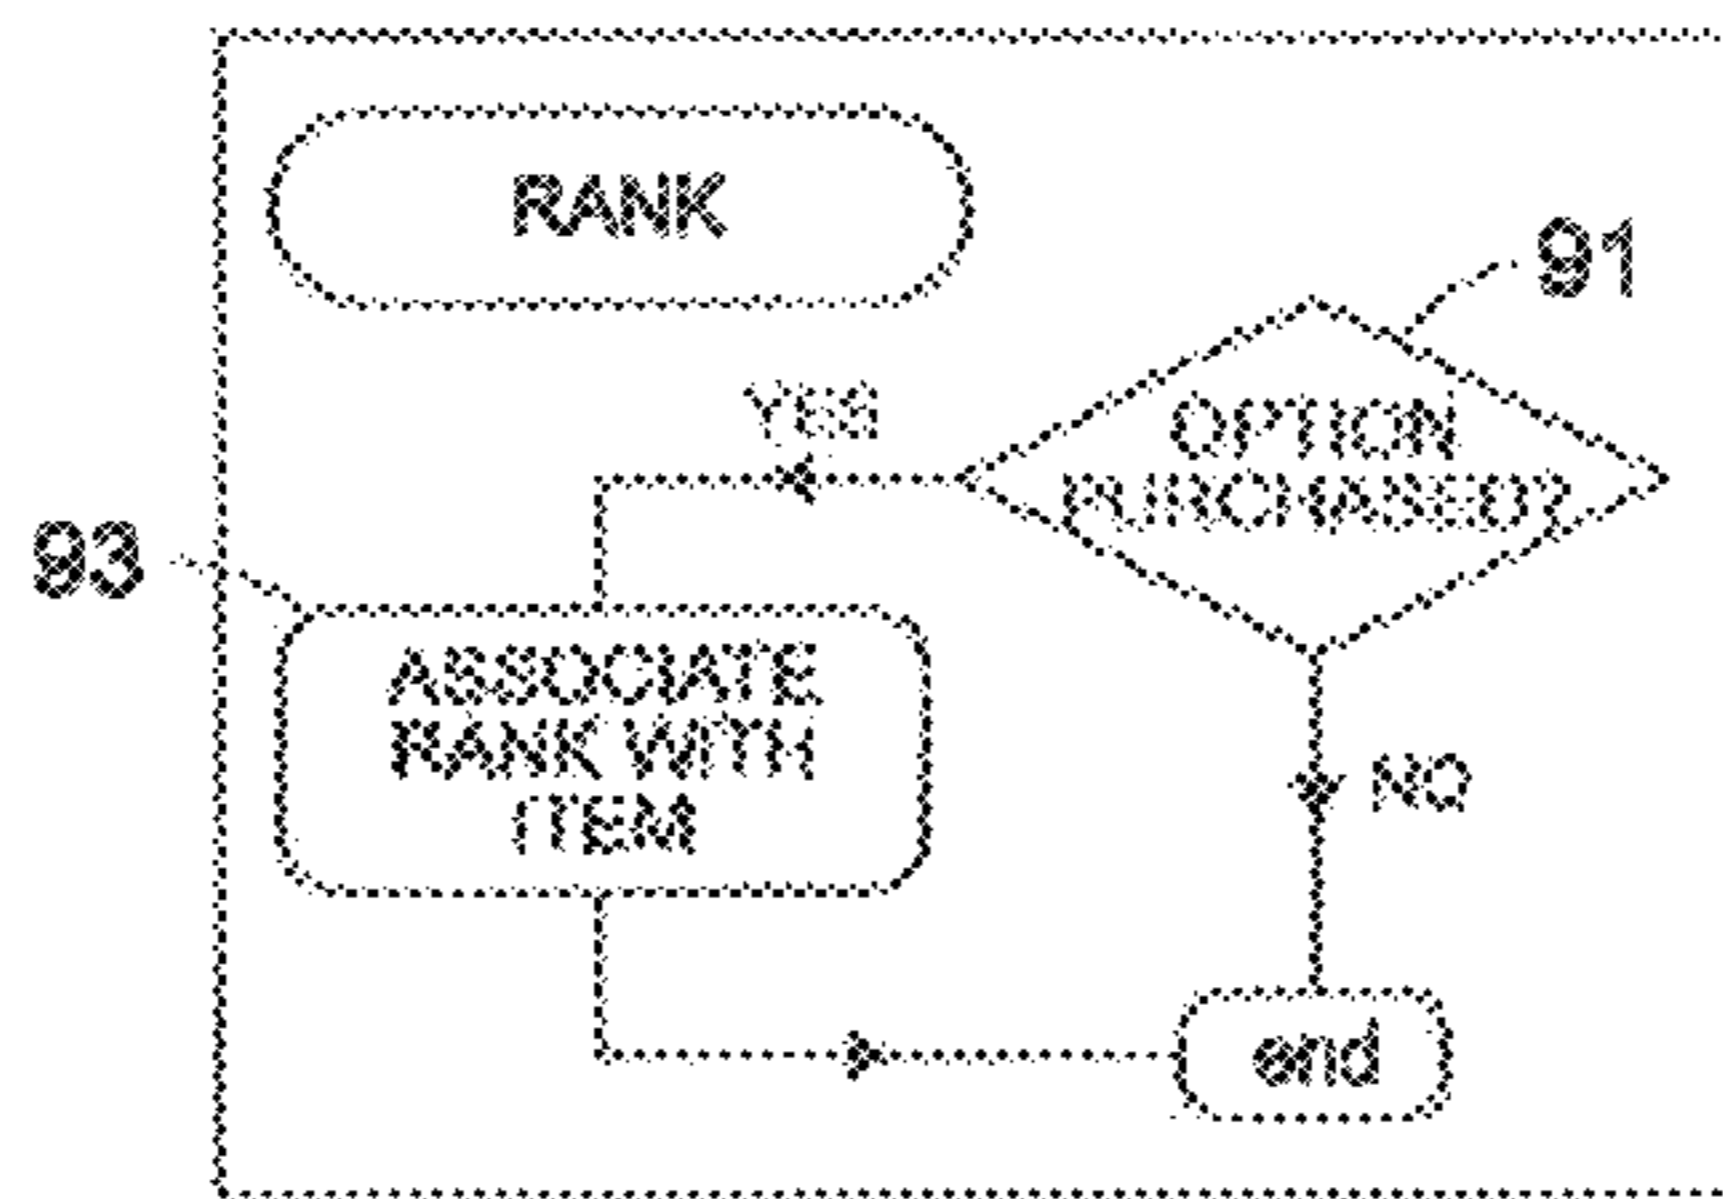 RANK
91
YES
OPTION
PURCHASED?
93
ASSOCIATE
RANK WITH
ITEM
NO
end